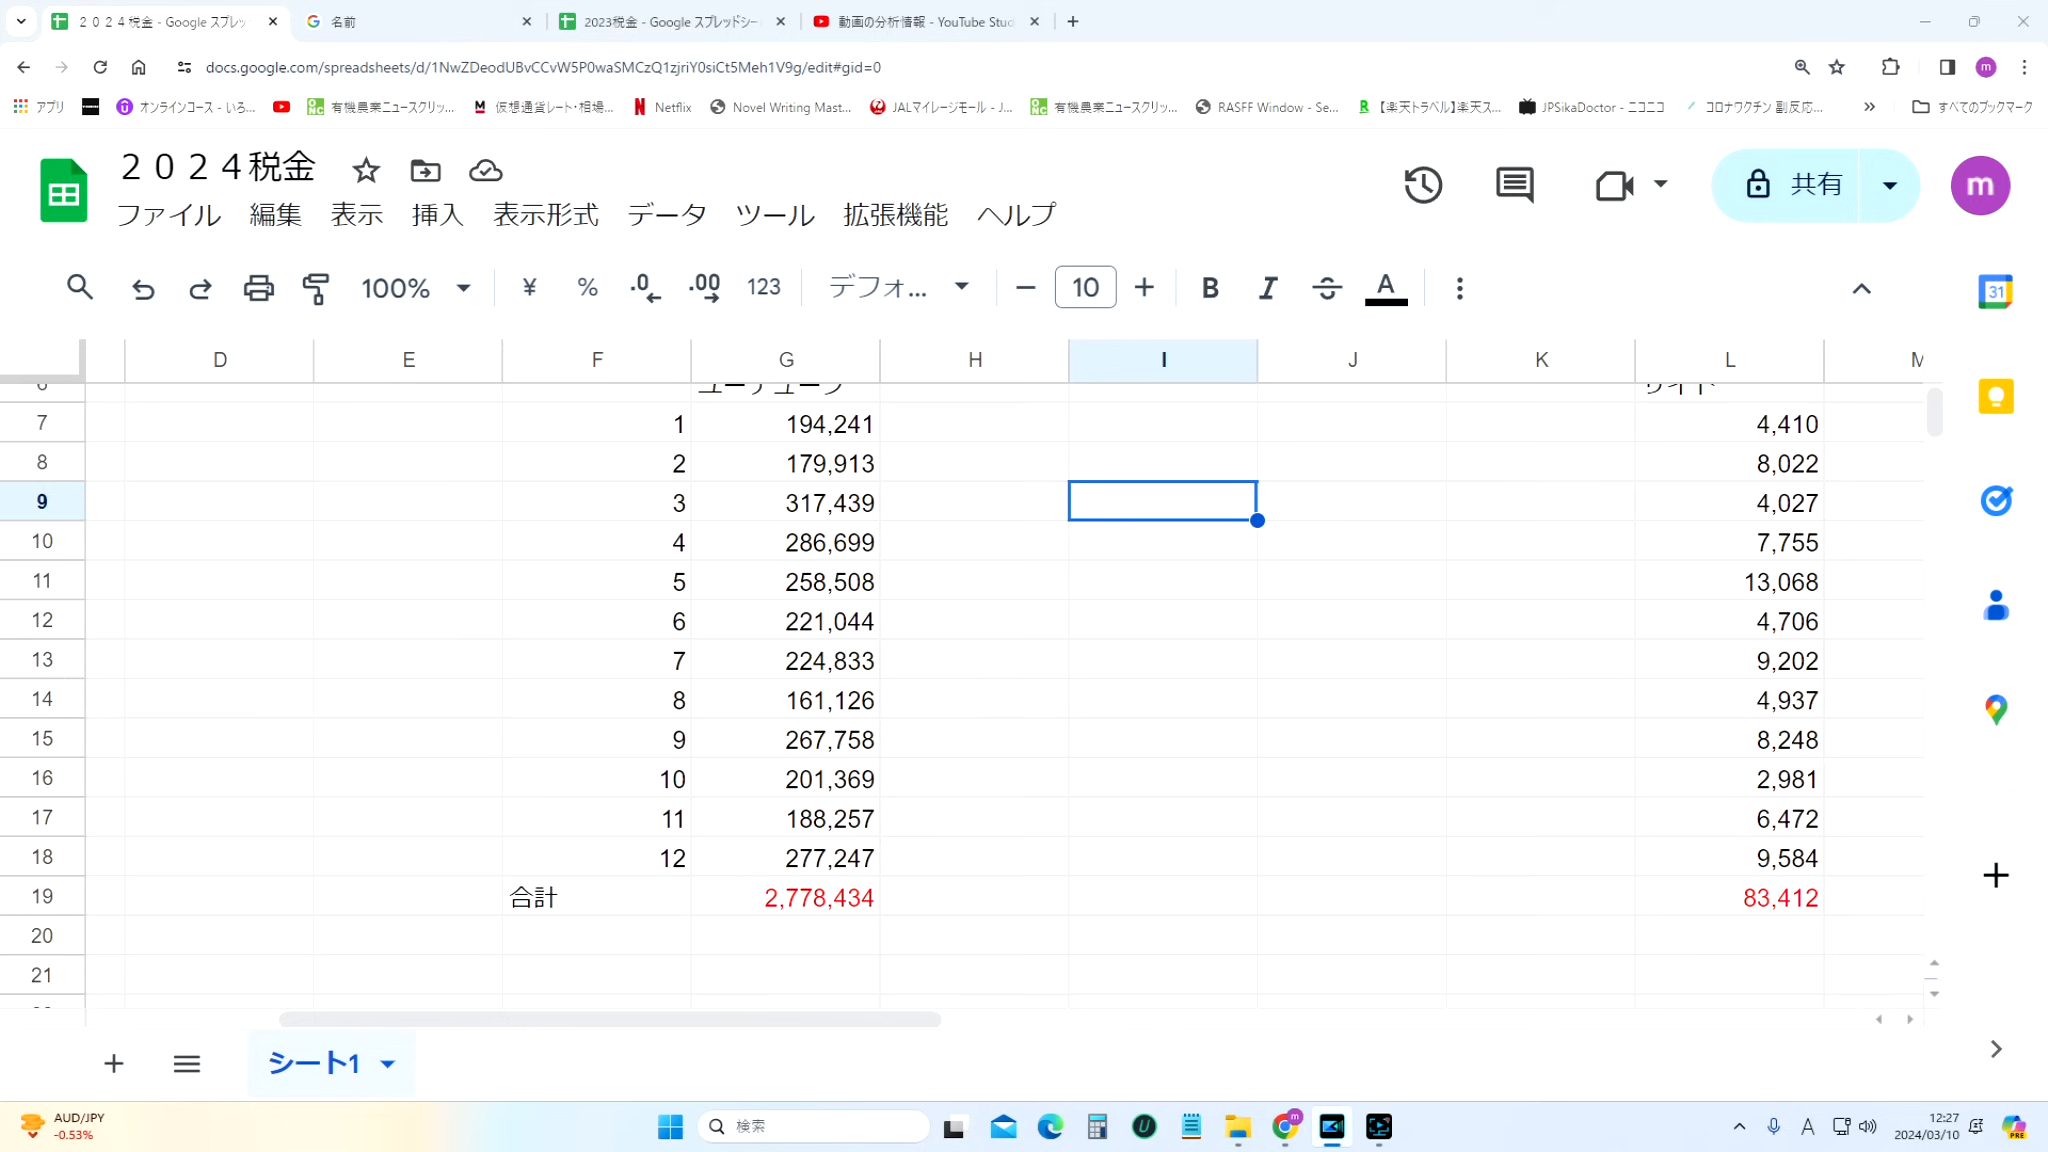 ２０２４税金 - Google スプレッ
名前
2023税金 - Google スプレッドシー
動画の分析情報 - YouTube Stud
docs.google.com/spreadsheets/d/1NwZDeodUBvCCvW5P0waSMCzQ1zjriY0siCt5Meh1V9g/edit#gid=0
アプリ
オンラインコース - いろ...
有機農業ニュースクリッ...
仮想通貨レート・相場...
Netflix
Novel Writing Mast...
JALマイレージモール - J...
有機農業ニュースクリッ...
RASFF Window - Se...
【楽天トラベル】楽天ス...
JPSikaDoctor - ニコニコ
コロナワクチン 副反応...
すべてのブックマーク
２０２４税金
ファイル 編集 表示 挿入 表示形式 データ ツール 拡張機能 ヘルプ
共有
m
100% ¥ % .0 .00 123 デフォ... 10 B I A
31
D E F G H I J K L M
6 ユーチューブ サイト
7 1 194,241 4,410
8 2 179,913 8,022
9 3 317,439 4,027
10 4 286,699 7,755
11 5 258,508 13,068
12 6 221,044 4,706
13 7 224,833 9,202
14 8 161,126 4,937
15 9 267,758 8,248
16 10 201,369 2,981
17 11 188,257 6,472
18 12 277,247 9,584
19 合計 2,778,434 83,412
20
21
シート1
AUD/JPY
-0.53%
検索
A
12:27
2024/03/10
PRE